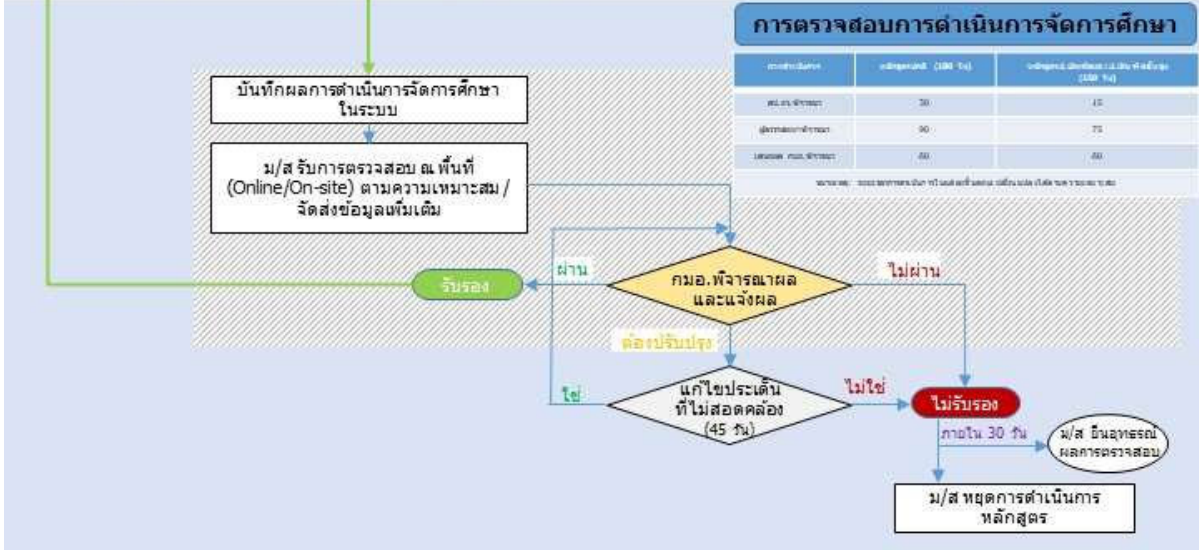 การตรวจสอบการดำเนินการจัดการศึกษา
(180 วัน)
(150 วัน)
30
15
90
75
60
60
บันทึกผลการดำเนินการจัดการศึกษา
ในระบบ
ม/ส รับการตรวจสอบ ณ พื้นที่
(Online/On-site) ตามความเหมาะสม /
จัดส่งข้อมูลเพิ่มเติม
ผ่าน
ไม่ผ่าน
รับรอง
กมอ.พิจารณาผล
และแจ้งผล
ต้องปรับปรุง
ใช่
แก้ไขประเด็น
ที่ไม่สอดคล้อง
(45 วัน)
ไม่ใช่
ไม่รับรอง
ภายใน 30 วัน
ม/ส ยื่นอุทธรณ์
ผลการตรวจสอบ
ม/ส หยุดการดำเนินการ
หลักสูตร